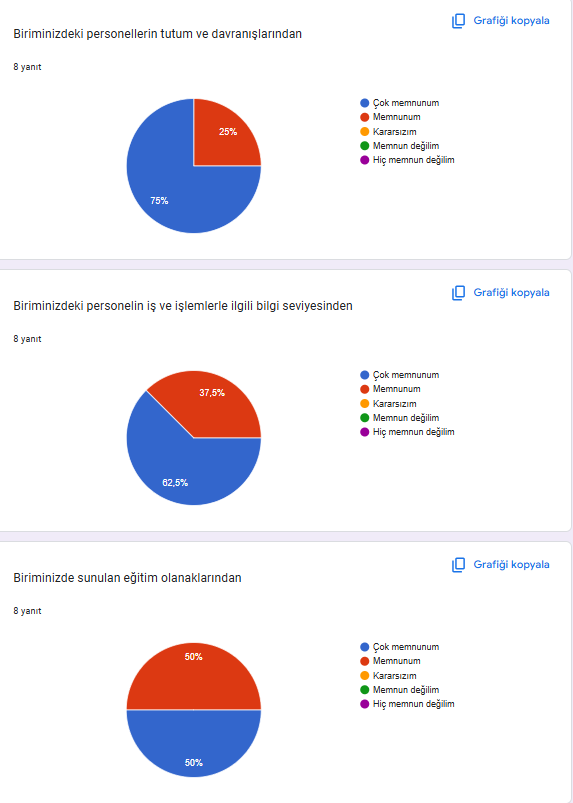 Grafiği kopyala
Biriminizdeki personellerin tutum ve davranışlarından
8 yanıt
Çok memnunum
Memnunum
Kararsızım
Memnun değilim
Hiç memnun değilim
25%
75%
Grafiği kopyala
Biriminizdeki personelin iş ve işlemlerle ilgili bilgi seviyesinden
8 yanıt
Çok memnunum
Memnunum
Kararsızım
Memnun değilim
Hiç memnun değilim
37,5%
62,5%
Grafiği kopyala
Biriminizde sunulan eğitim olanaklarından
8 yanıt
Çok memnunum
Memnunum
Kararsızım
Memnun değilim
Hiç memnun değilim
50%
50%